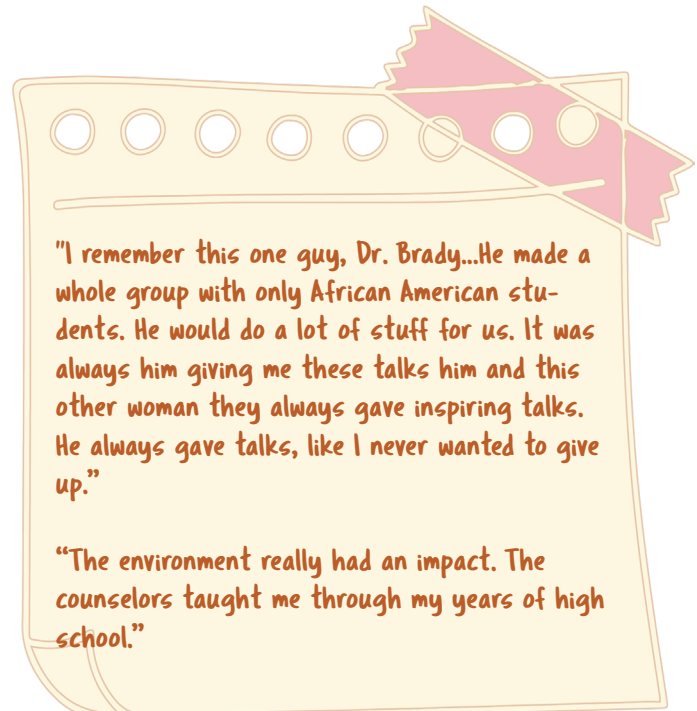 "I remember this one guy, Dr. Brady...He made a
whole group with only African American stu-
dents. He would do a lot of stuff for us. It was
always him giving me these talks him and this
other woman they always gave inspiring talks.
He always gave talks, like I never wanted to give
up.”
“The environment really had an impact. The
counselors taught me through my years of high
school.”